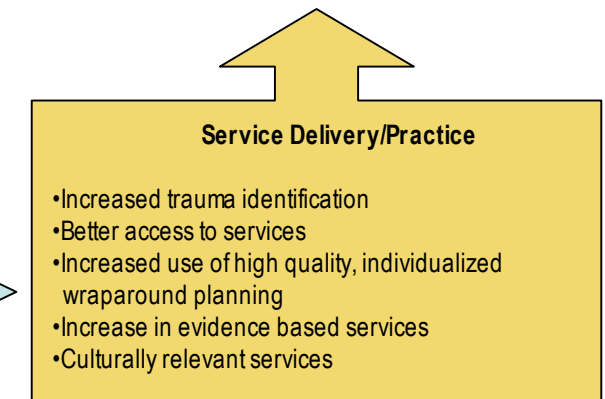 Service Delivery/Practice
•Increased trauma identification
•Better access to services
•Increased use of high quality, individualized
wraparound planning
•Increase in evidence based services
•Culturally relevant services